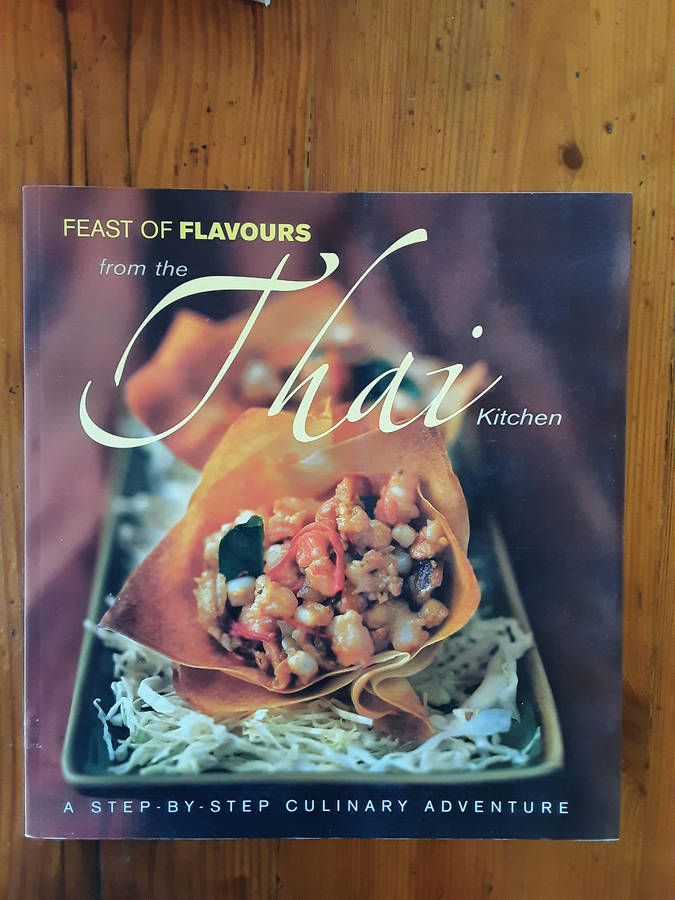 FEAST OF FLAVOURS
from the
Thai
Kitchen
A STEP-BY-STEP CULINARY ADVENTURE